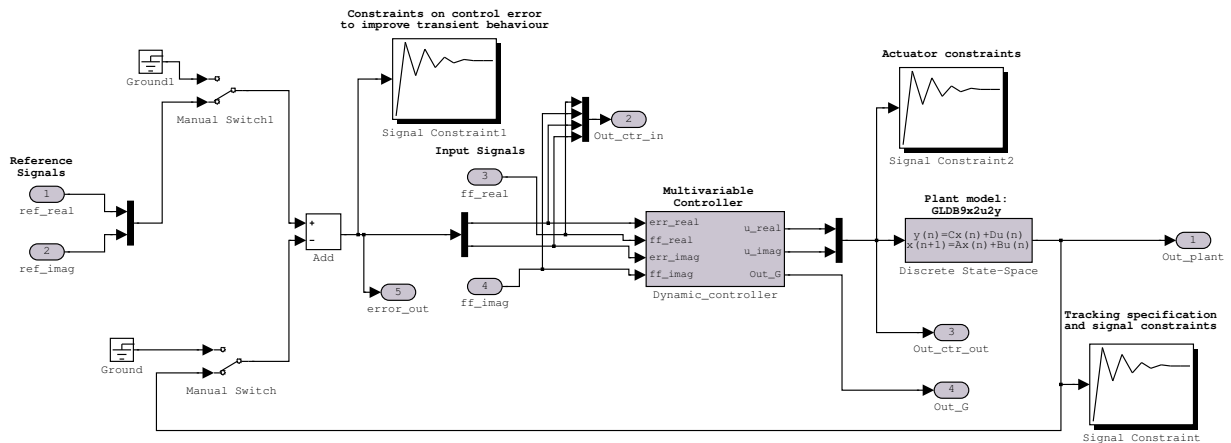 Constraints on control error
to improve transient behaviour
Signal Constraint1
Ground1
Manual Switch1
Reference
Signals
1
ref_real
2
ref_imag
+
−
Add
5
error_out
Ground
Manual Switch
Input Signals
3
ff_real
4
ff_imag
2
Out_ctr_in
Multivariable
Controller
err_real
ff_real
err_imag
ff_imag
u_real
u_imag
Out_G
Dynamic_controller
Actuator constraints
Signal Constraint2
Plant model:
GLDB9x2u2y
y(n)=Cx(n)+Du(n)
x(n+1)=Ax(n)+Bu(n)
Discrete State-Space
1
Out_plant
3
Out_ctr_out
4
Out_G
Tracking specification
and signal constraints
Signal Constraint